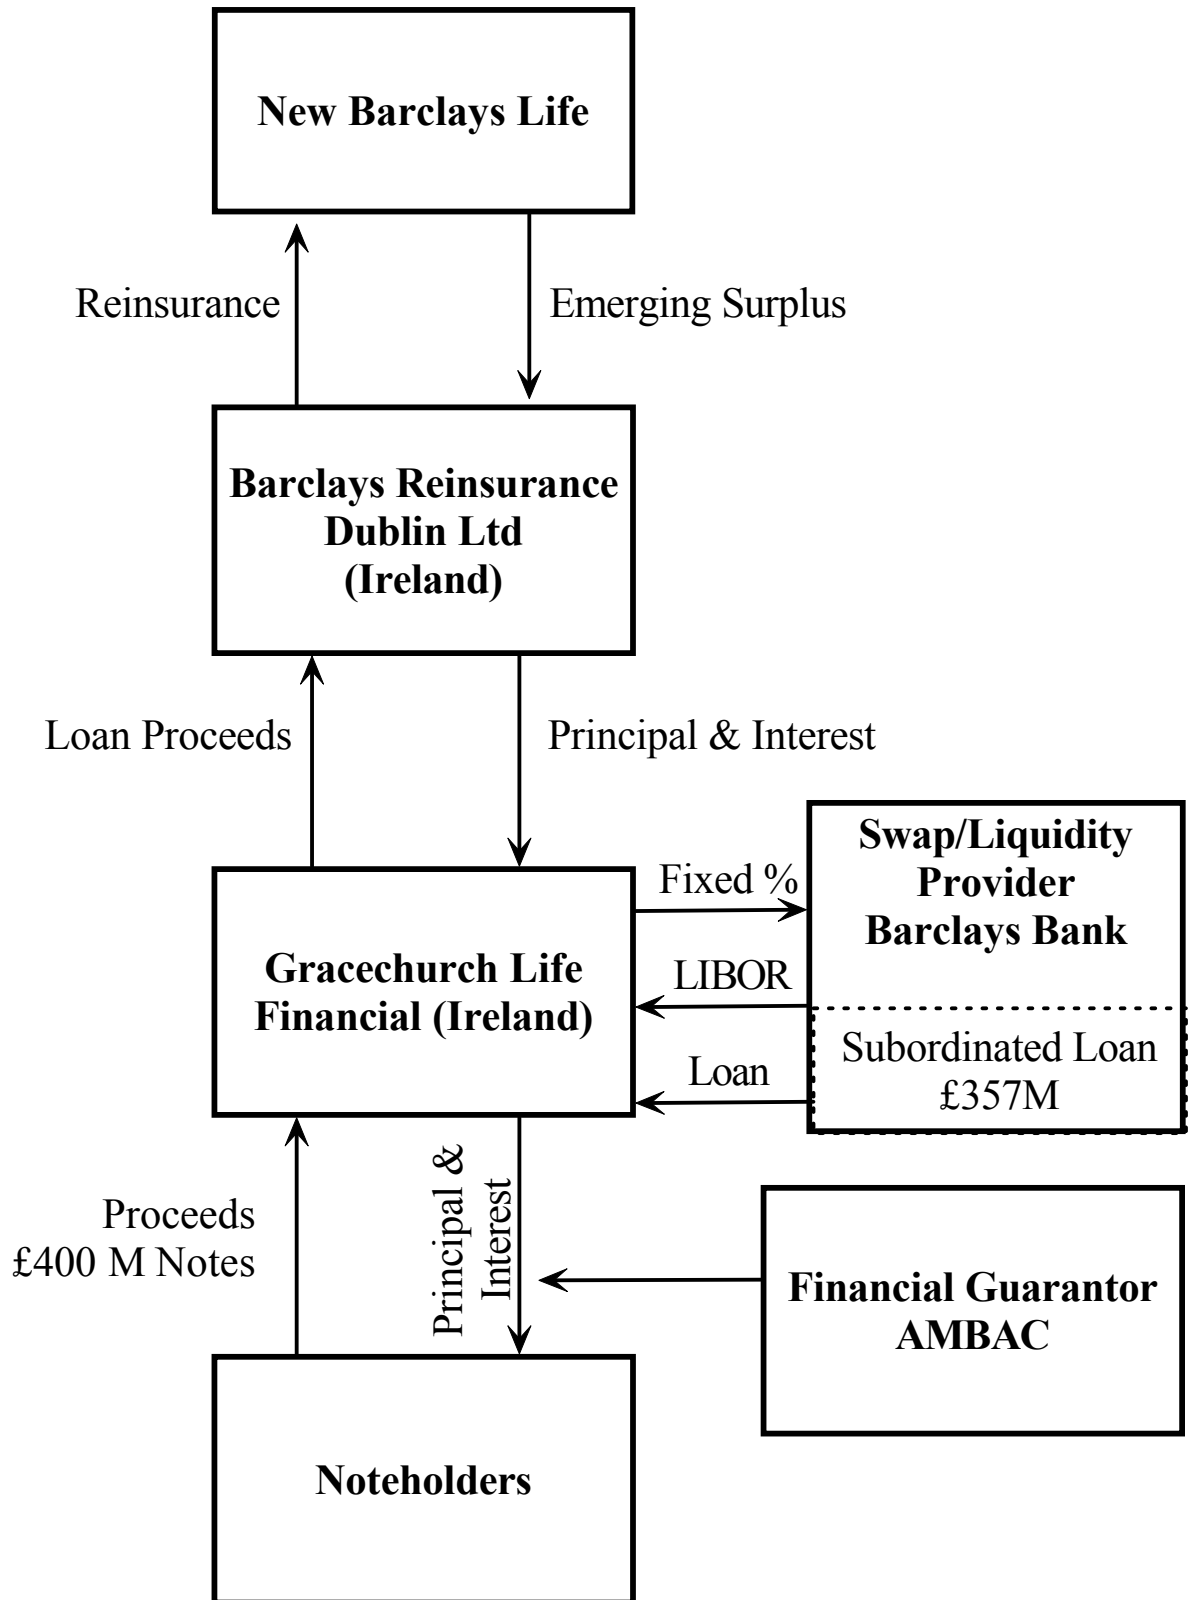 New Barclays Life
Reinsurance
Emerging Surplus
Barclays Reinsurance
Dublin Ltd
(Ireland)
Loan Proceeds
Principal & Interest
Swap/Liquidity
Provider
Barclays Bank
Fixed %
LIBOR
Loan
Subordinated Loan
£357M
Gracechurch Life
Financial (Ireland)
Proceeds
£400 M Notes
Principal &
Interest
Financial Guarantor
AMBAC
Noteholders